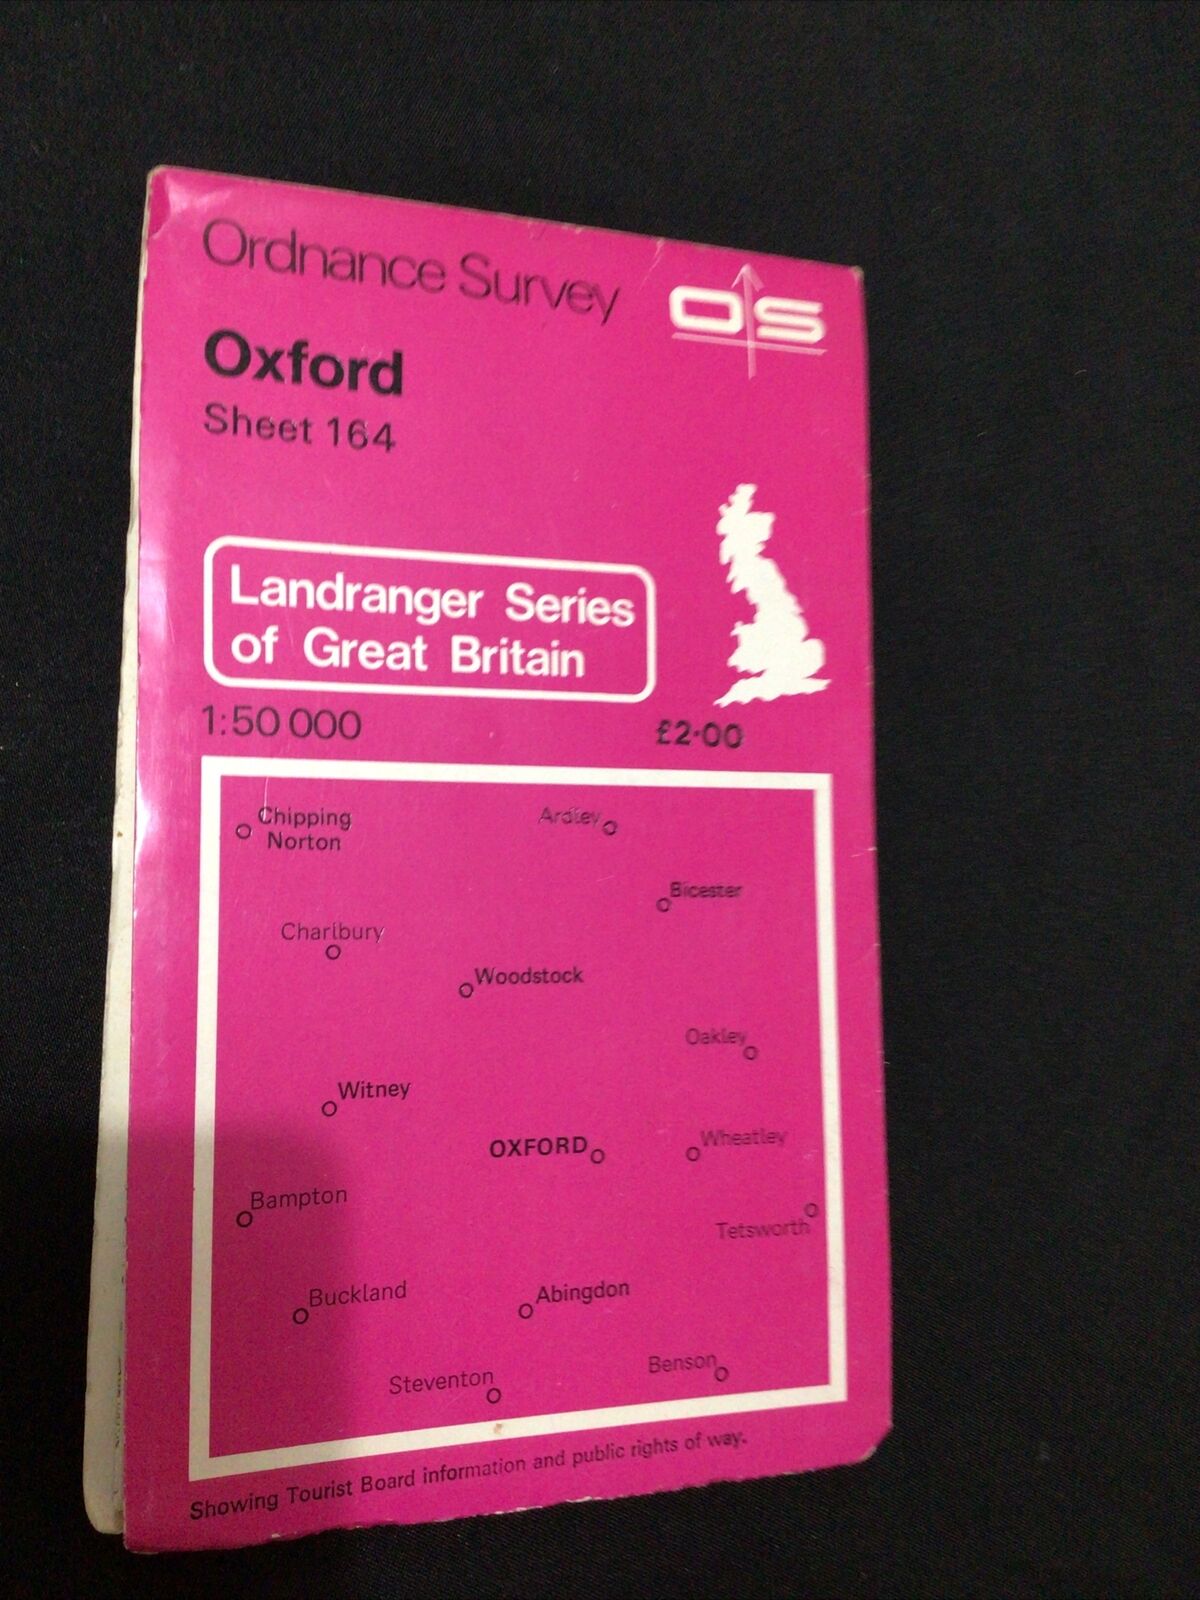 Ordnance Survey
OS
Oxford
Sheet 164
Landranger Series
of Great Britain
1:50 000
£2·00
Chipping
Norton
Ardley
Bicester
Charlbury
Woodstock
Oakley
Witney
OXFORD
Wheatley
Bampton
Tetsworth
Buckland
Abingdon
Benson
Steventon
Showing Tourist Board information and public rights of way.